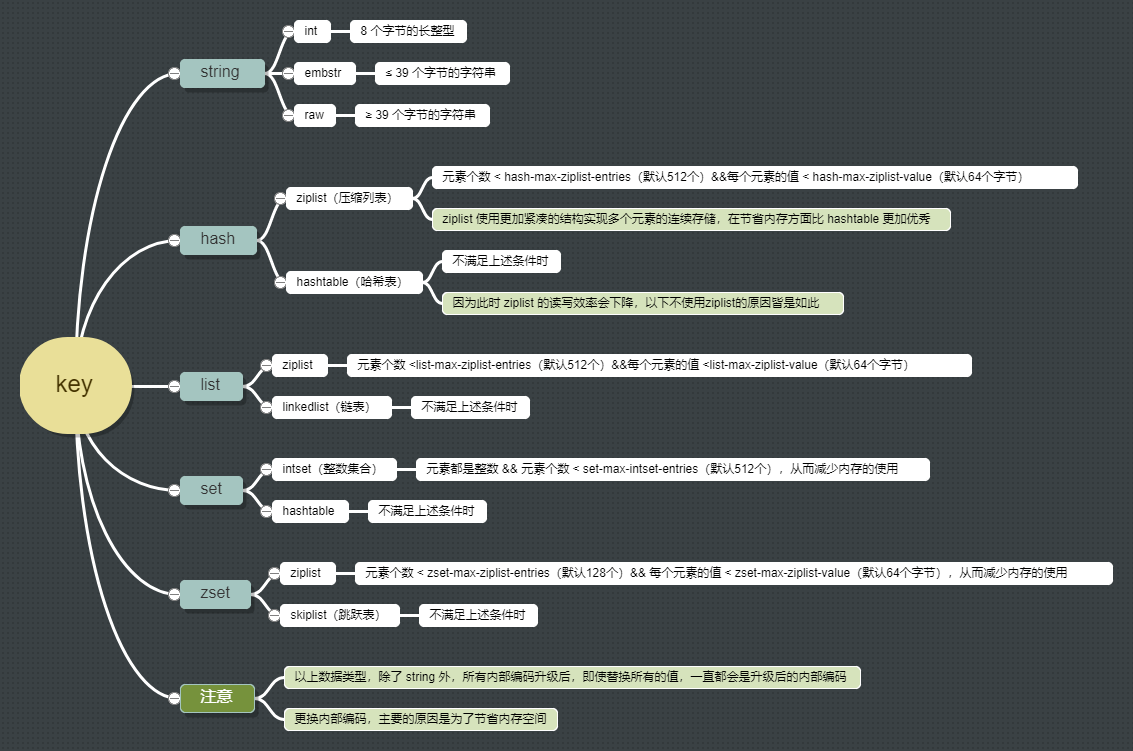 key
string
int
8 个字节的长整型
embstr
≤ 39 个字节的字符串
raw
≥ 39 个字节的字符串
hash
ziplist（压缩列表）
元素个数 < hash-max-ziplist-entries（默认512个）&&每个元素的值 < hash-max-ziplist-value（默认64个字节）
ziplist 使用更加紧凑的结构实现多个元素的连续存储，在节省内存方面比 hashtable 更加优秀
hashtable（哈希表）
不满足上述条件时
因为此时 ziplist 的读写效率会下降，以下不使用ziplist的原因皆是如此
list
ziplist
元素个数 <list-max-ziplist-entries（默认512个）&&每个元素的值 <list-max-ziplist-value（默认64个字节）
linkedlist（链表）
不满足上述条件时
set
intset（整数集合）
元素都是整数 && 元素个数 < set-max-intset-entries（默认512个），从而减少内存的使用
hashtable
不满足上述条件时
zset
ziplist
元素个数 < zset-max-ziplist-entries（默认128个）&& 每个元素的值 < zset-max-ziplist-value（默认64个字节），从而减少内存的使用
skiplist（跳跃表）
不满足上述条件时
注意
以上数据类型，除了 string 外，所有内部编码升级后，即使替换所有的值，一直都会是升级后的内部编码
更换内部编码，主要的原因是为了节省内存空间